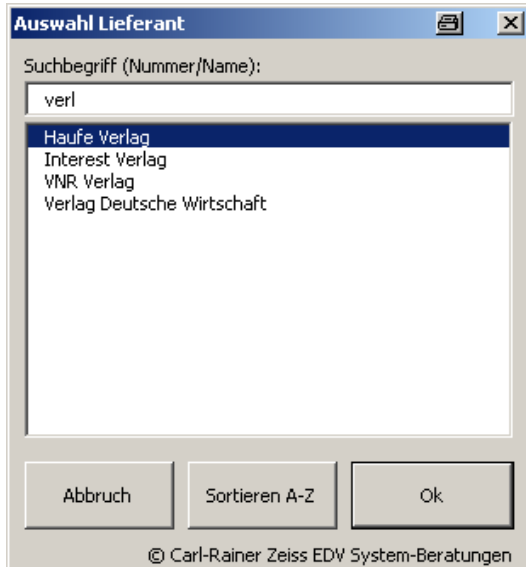 Auswahl Lieferant
Suchbegriff (Nummer/Name):
verl
Haufe Verlag
Interest Verlag
VNR Verlag
Verlag Deutsche Wirtschaft
Abbruch Sortieren A-Z Ok
© Carl-Rainer Zeiss EDV System-Beratungen